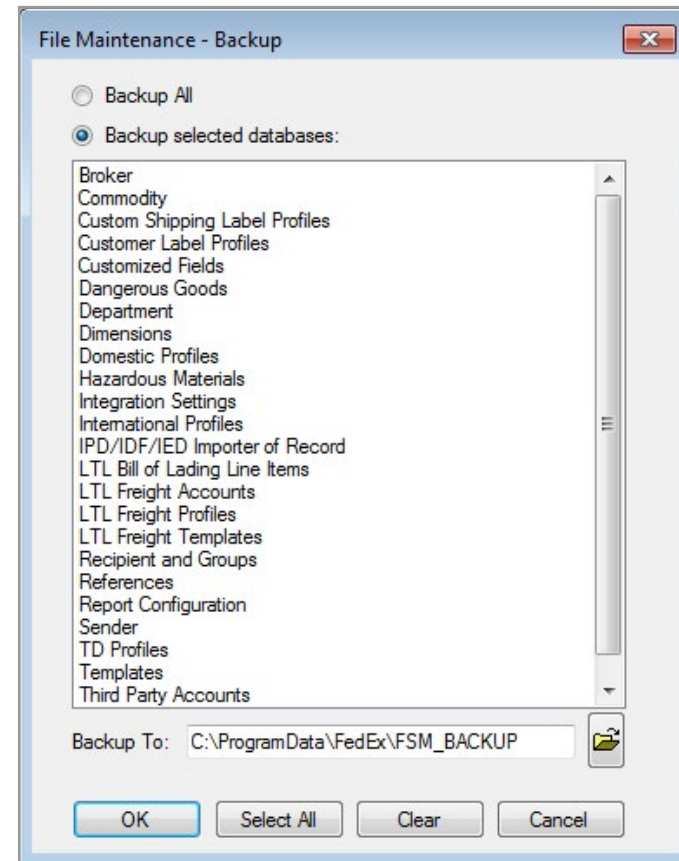 File Maintenance - Backup
Backup All
Backup selected databases:
Broker
Commodity
Custom Shipping Label Profiles
Customer Label Profiles
Customized Fields
Dangerous Goods
Department
Dimensions
Domestic Profiles
Hazardous Materials
Integration Settings
International Profiles
IPD/IDF/IED Importer of Record
LTL Bill of Lading Line Items
LTL Freight Accounts
LTL Freight Profiles
LTL Freight Templates
Recipient and Groups
References
Report Configuration
Sender
TD Profiles
Templates
Third Party Accounts
Backup To: C:\ProgramData\FedEx\FSM_BACKUP
OK Select All Clear Cancel